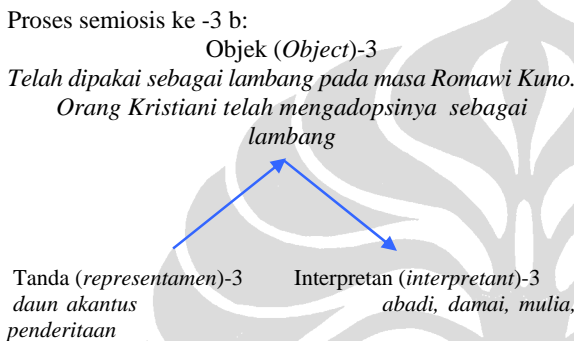 Proses semiosis ke -3 b:
Objek (Object)-3
Telah dipakai sebagai lambang pada masa Romawi Kuno.
Orang Kristiani telah mengadopsinya sebagai
lambang
Tanda (representamen)-3 Interpretan (interpretant)-3
daun akantus abadi, damai, mulia,
penderitaan